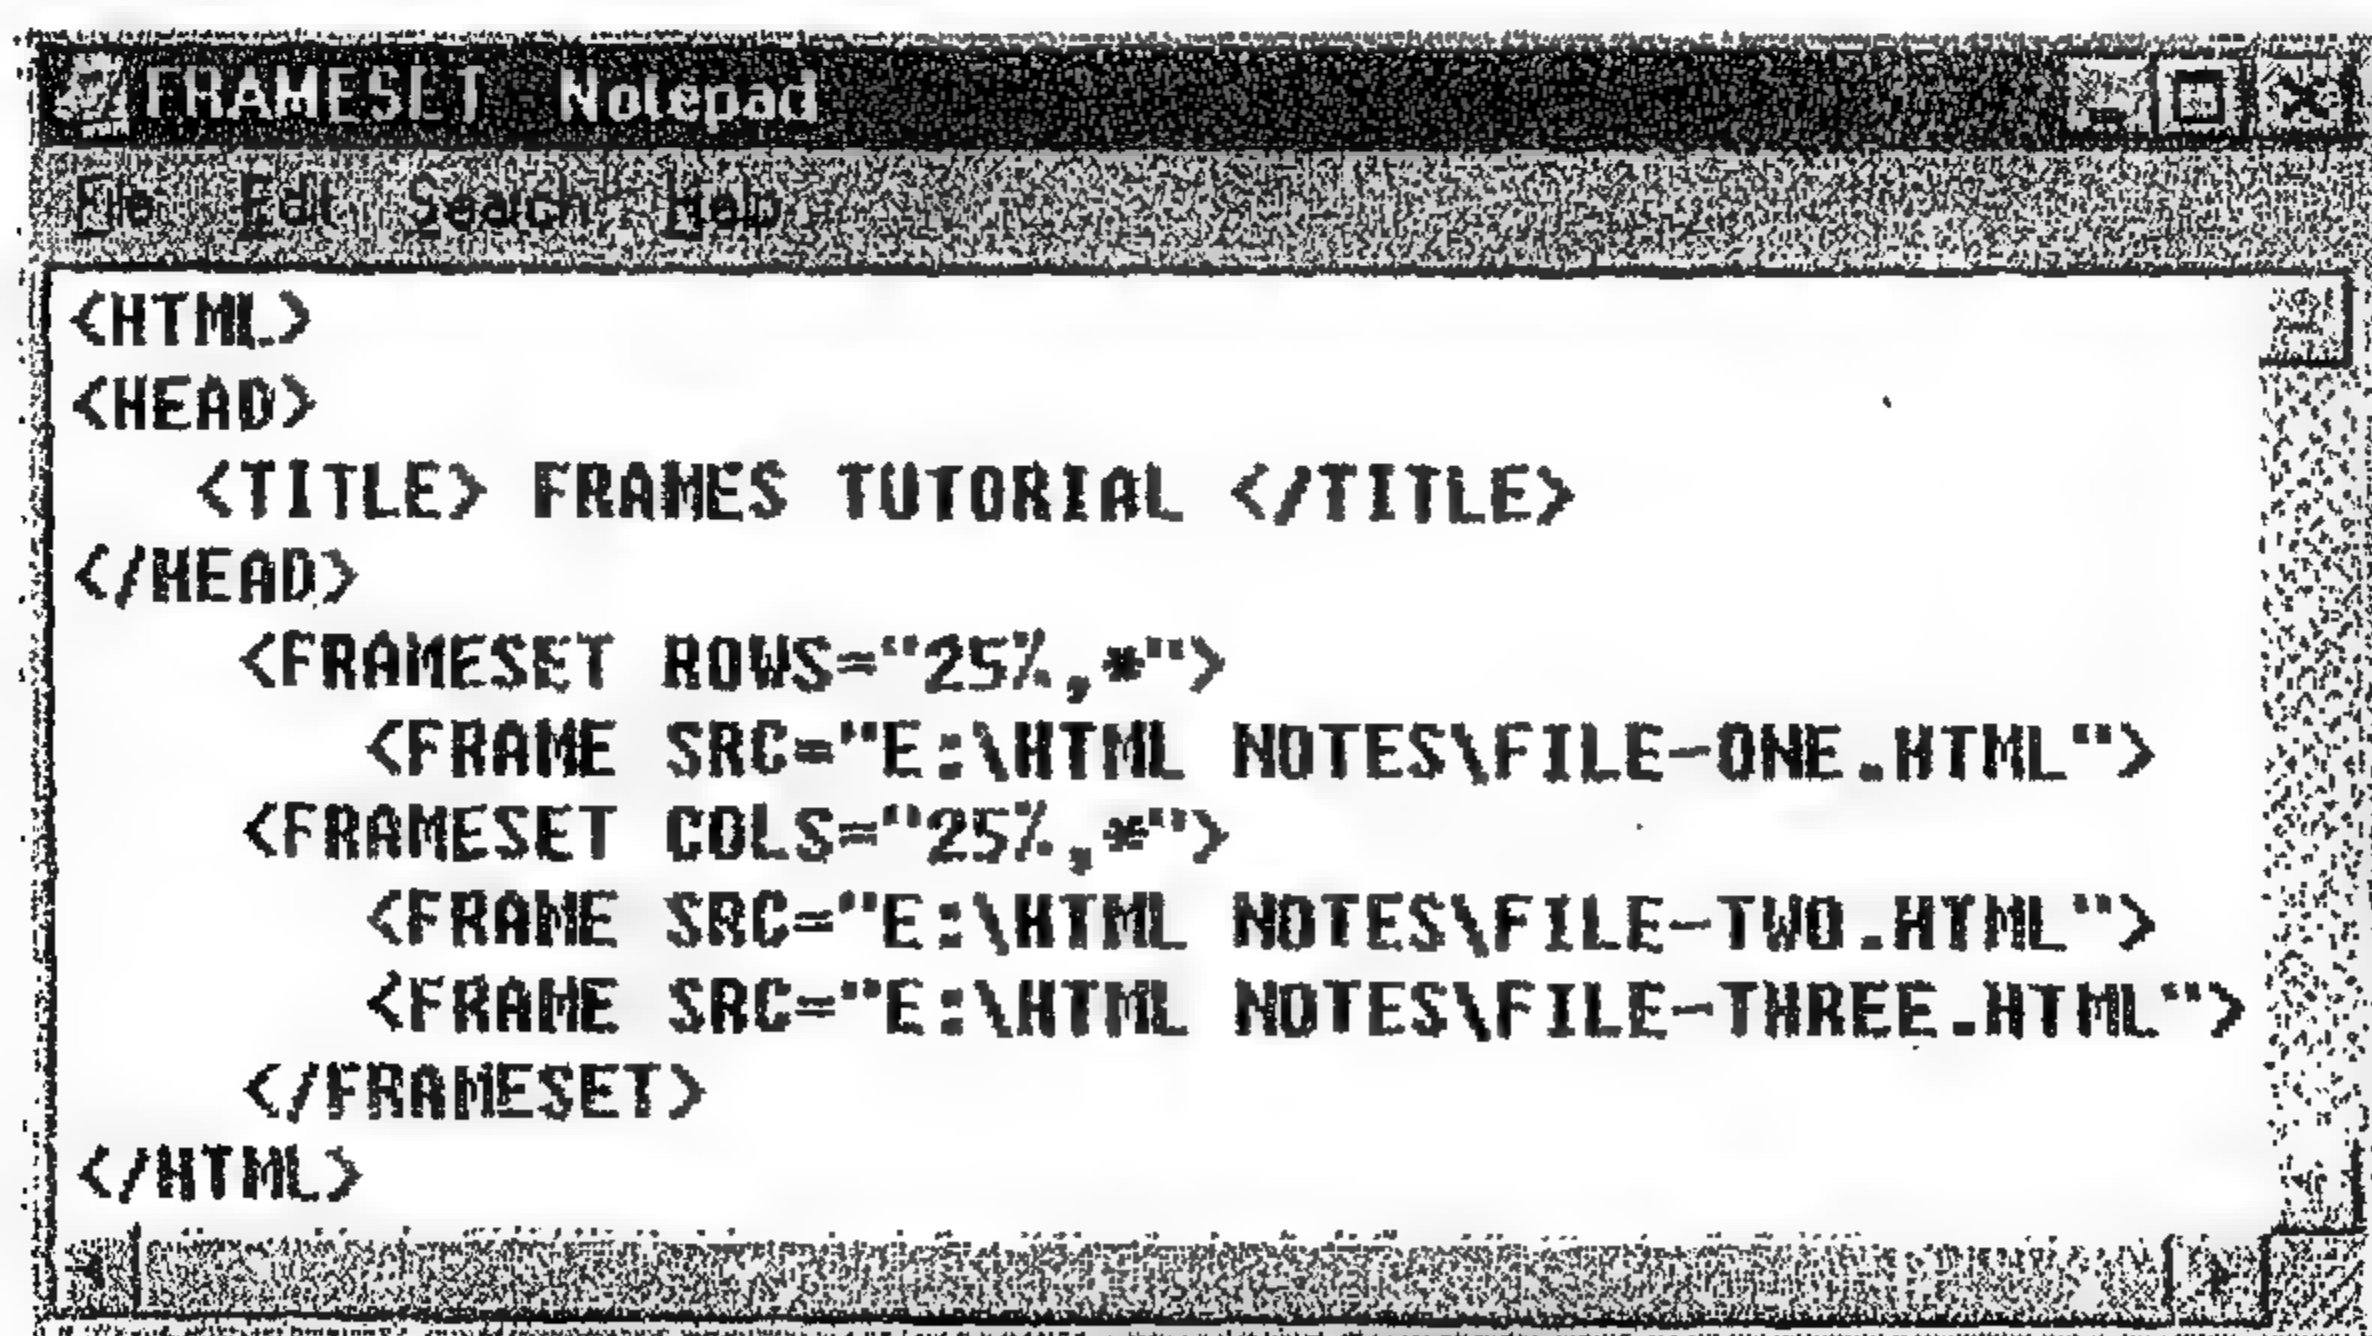 FRAMESET Notepad
File Edit Search Help
<HTML>
<HEAD>
<TITLE> FRAMES TUTORIAL </TITLE>
</HEAD>
<FRAMESET ROWS="25%,*">
<FRAME SRC="E:\HTML NOTES\FILE-ONE.HTML">
<FRAMESET COLS="25%,*">
<FRAME SRC="E:\HTML NOTES\FILE-TWO.HTML">
<FRAME SRC="E:\HTML NOTES\FILE-THREE.HTML">
</FRAMESET>
</HTML>